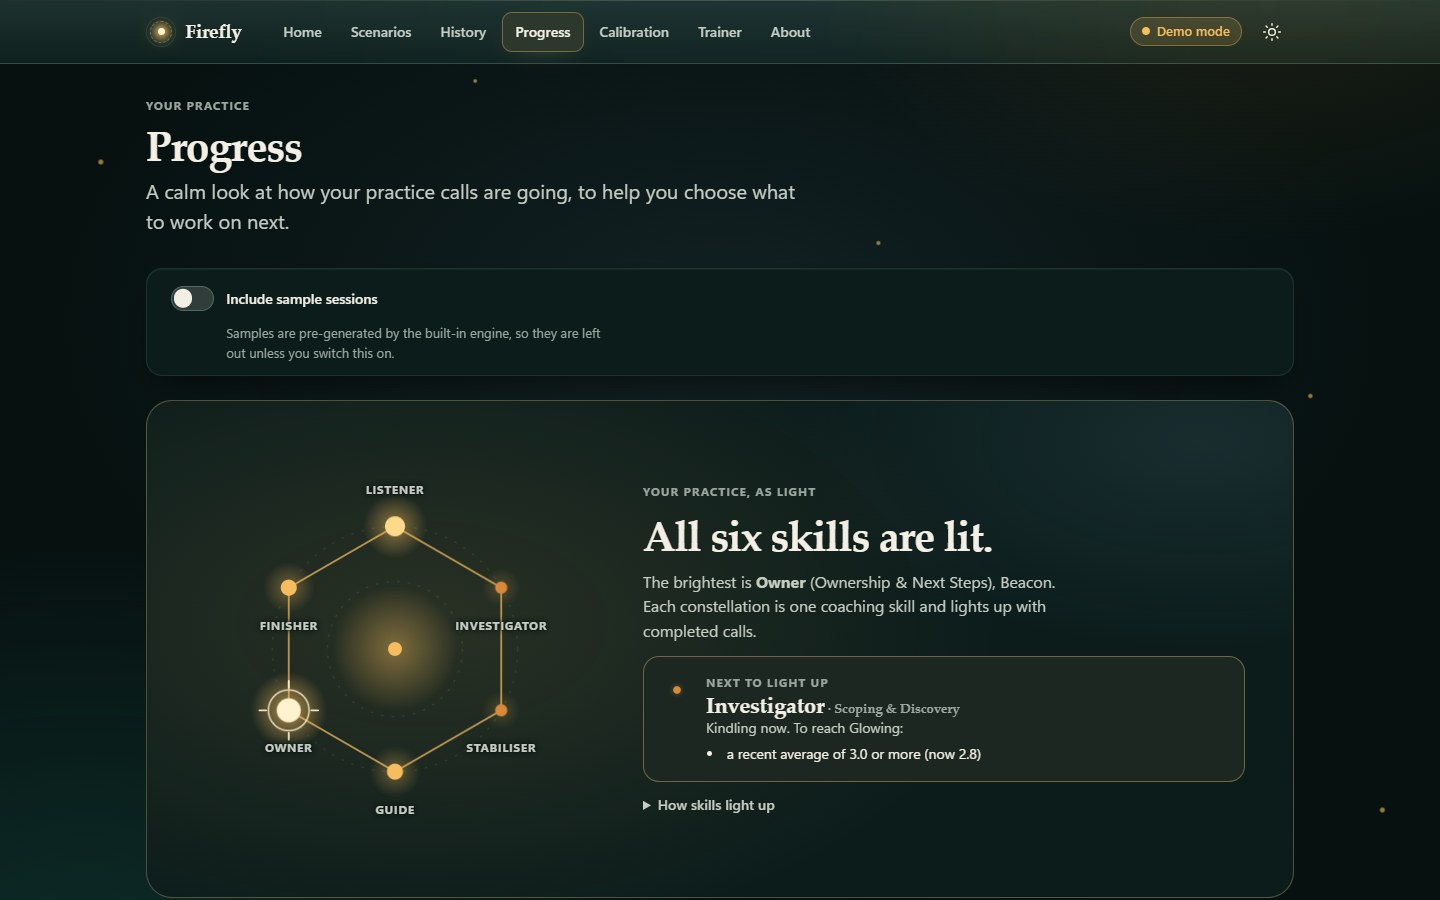 Firefly
Home
Scenarios
History
Progress
Calibration
Trainer
About
Demo mode
YOUR PRACTICE
Progress
A calm look at how your practice calls are going, to help you choose what
to work on next.
Include sample sessions
Samples are pre-generated by the built-in engine, so they are left
out unless you switch this on.
LISTENER
FINISHER
INVESTIGATOR
OWNER
STABILISER
GUIDE
YOUR PRACTICE, AS LIGHT
All six skills are lit.
The brightest is Owner (Ownership & Next Steps), Beacon.
Each constellation is one coaching skill and lights up with
completed calls.
NEXT TO LIGHT UP
Investigator · Scoping & Discovery
Kindling now. To reach Glowing:
• a recent average of 3.0 or more (now 2.8)
How skills light up